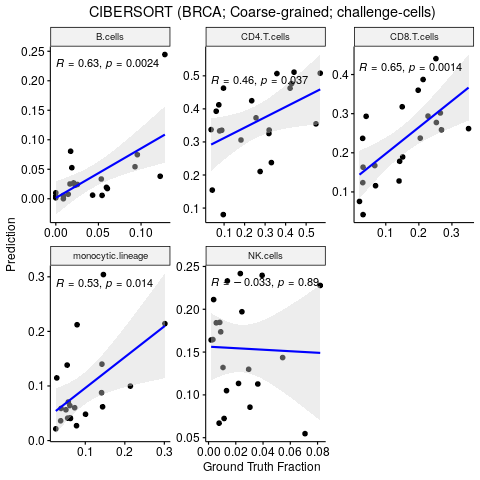 CIBERSORT (BRCA; Coarse-grained; challenge-cells)
B.cells
CD4.T.cells
CD8.T.cells
R = 0.63, p = 0.0024
R = 0.46, p = 0.037
R = 0.65, p = 0.0014
0.25
0.20
0.15
0.10
0.05
0.00
0.5
0.4
0.3
0.2
0.1
0.4
0.3
0.2
0.1
0.00 0.05 0.10
0.1 0.2 0.3 0.4 0.5
0.1 0.2 0.3
Prediction
monocytic.lineage
NK.cells
R = 0.53, p = 0.014
R = −0.033, p = 0.89
0.3
0.2
0.1
0.0
0.25
0.20
0.15
0.10
0.05
0.1 0.2 0.3
0.00 0.02 0.04 0.06 0.08
Ground Truth Fraction